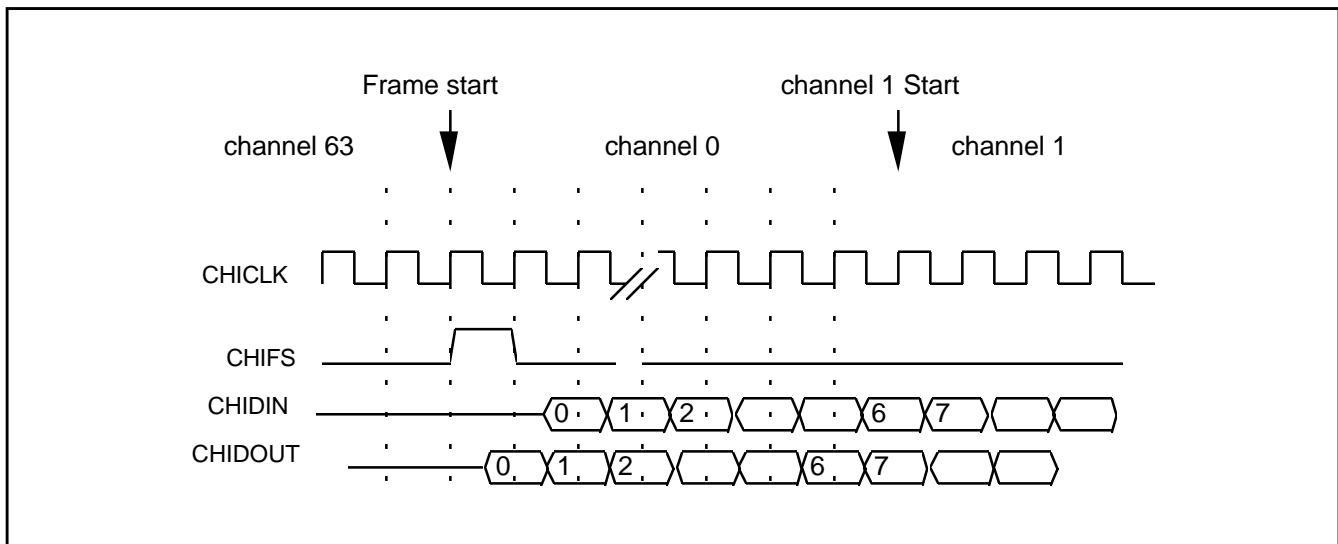 Frame start
channel 1 Start
channel 63
channel 0
channel 1
CHICLK
CHIFS
CHIDIN
0
1
2
6
7
CHIDOUT
0
1
2
6
7